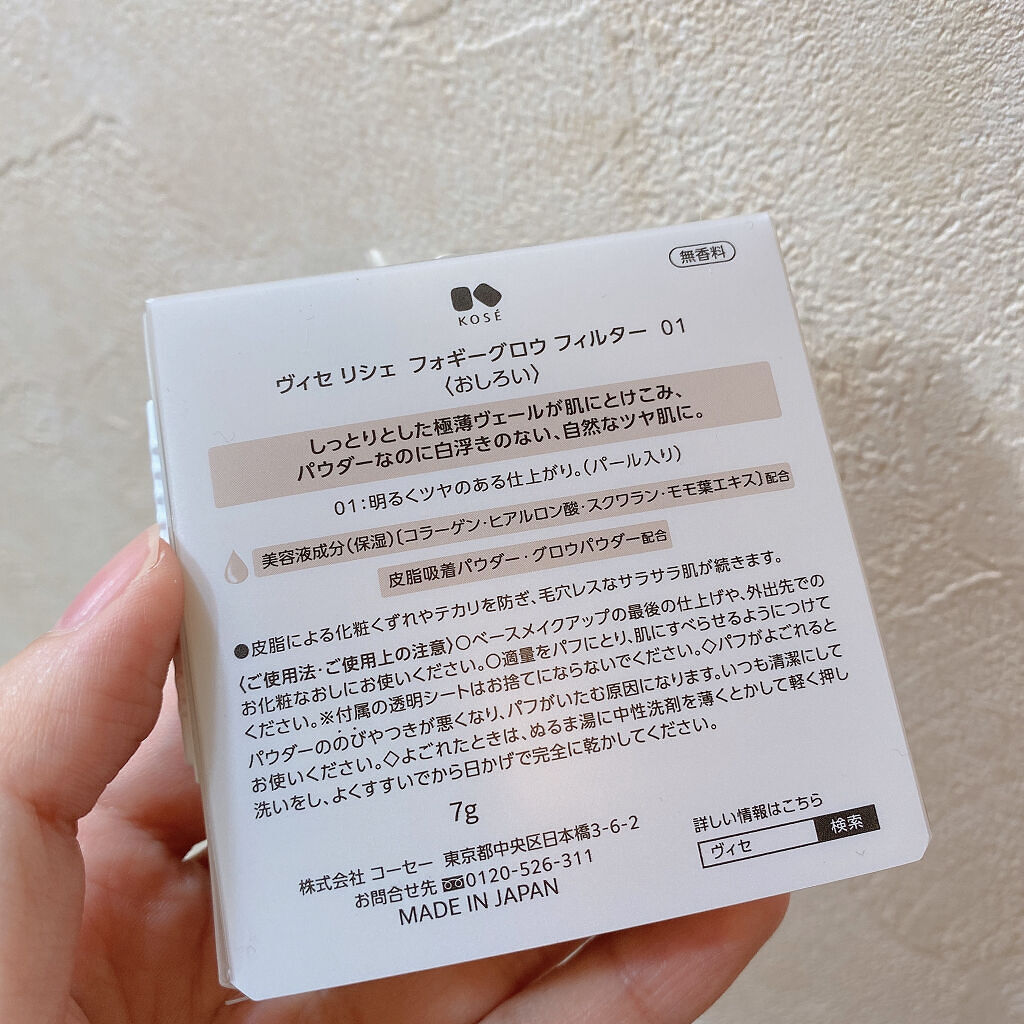 無香料
KOSÉ
ヴィセ リシェ フォギーグロウ フィルター 01
〈おしろい〉
しっとりとした極薄ヴェールが肌にとけこみ、
パウダーなのに白浮きのない、自然なツヤ肌に。
01：明るくツヤのある仕上がり。(パール入り)
美容液成分(保湿)〔コラーゲン・ヒアルロン酸・スクワラン・モモ葉エキス〕配合
皮脂吸着パウダー・グロウパウダー配合
●皮脂による化粧くずれやテカリを防ぎ、毛穴レスなサラサラ肌が続きます。
〈ご使用法・ご使用上の注意〉○ベースメイクアップの最後の仕上げや、外出先での
お化粧なおしにお使いください。○適量をパフにとり、肌にすべらせるようにつけて
ください。※付属の透明シートはお捨てにならないでください。◇パフがよごれると
パウダーののびやつきが悪くなり、パフがいたむ原因になります。いつも清潔にして
お使いください。◇よごれたときは、ぬるま湯に中性洗剤を薄くとかして軽く押し
洗いをし、よくすすいでから日かげで完全に乾かしてください。
7g
株式会社 コーセー 東京都中央区日本橋3-6-2
お問合せ先 0120-526-311
MADE IN JAPAN
詳しい情報はこちら
ヴィセ 検索